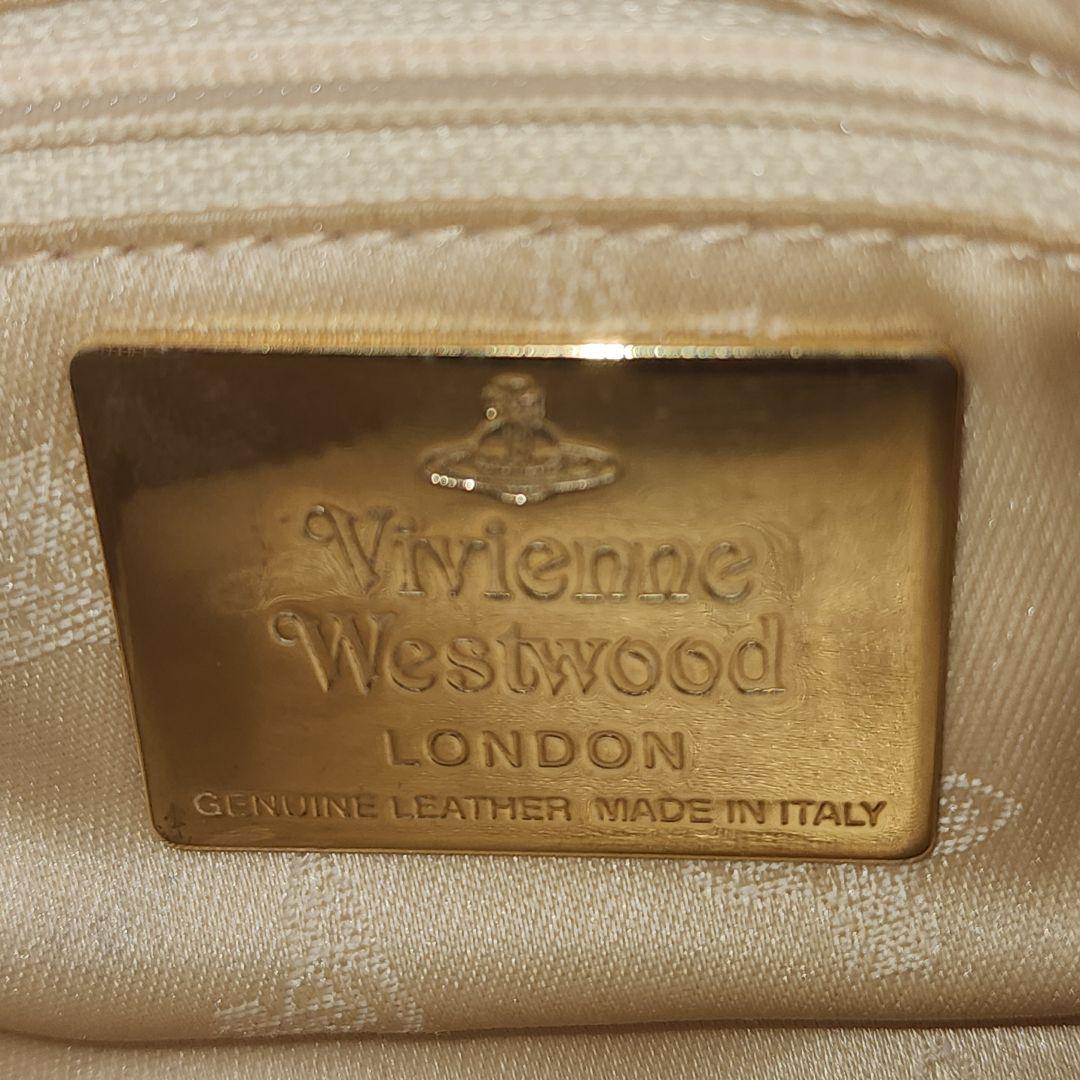 Vivienne
Westwood
LONDON
GENUINE LEATHER MADE IN ITALY